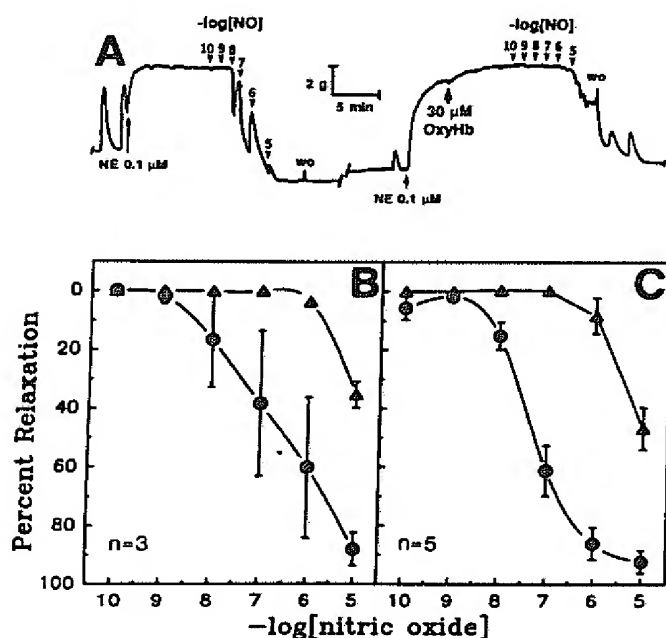 A
-log[NO]
10 9 8
7
6
5
wo
NE 0.1 µM
2 g
5 min
-log[NO]
10 9 8 7 6
5
wo
30 µM
OxyHb
NE 0.1 µM
B
C
Percent Relaxation
0
20
40
60
80
100
n=3
n=5
10 9 8 7 6 5 10 9 8 7 6 5
-log[nitric oxide]